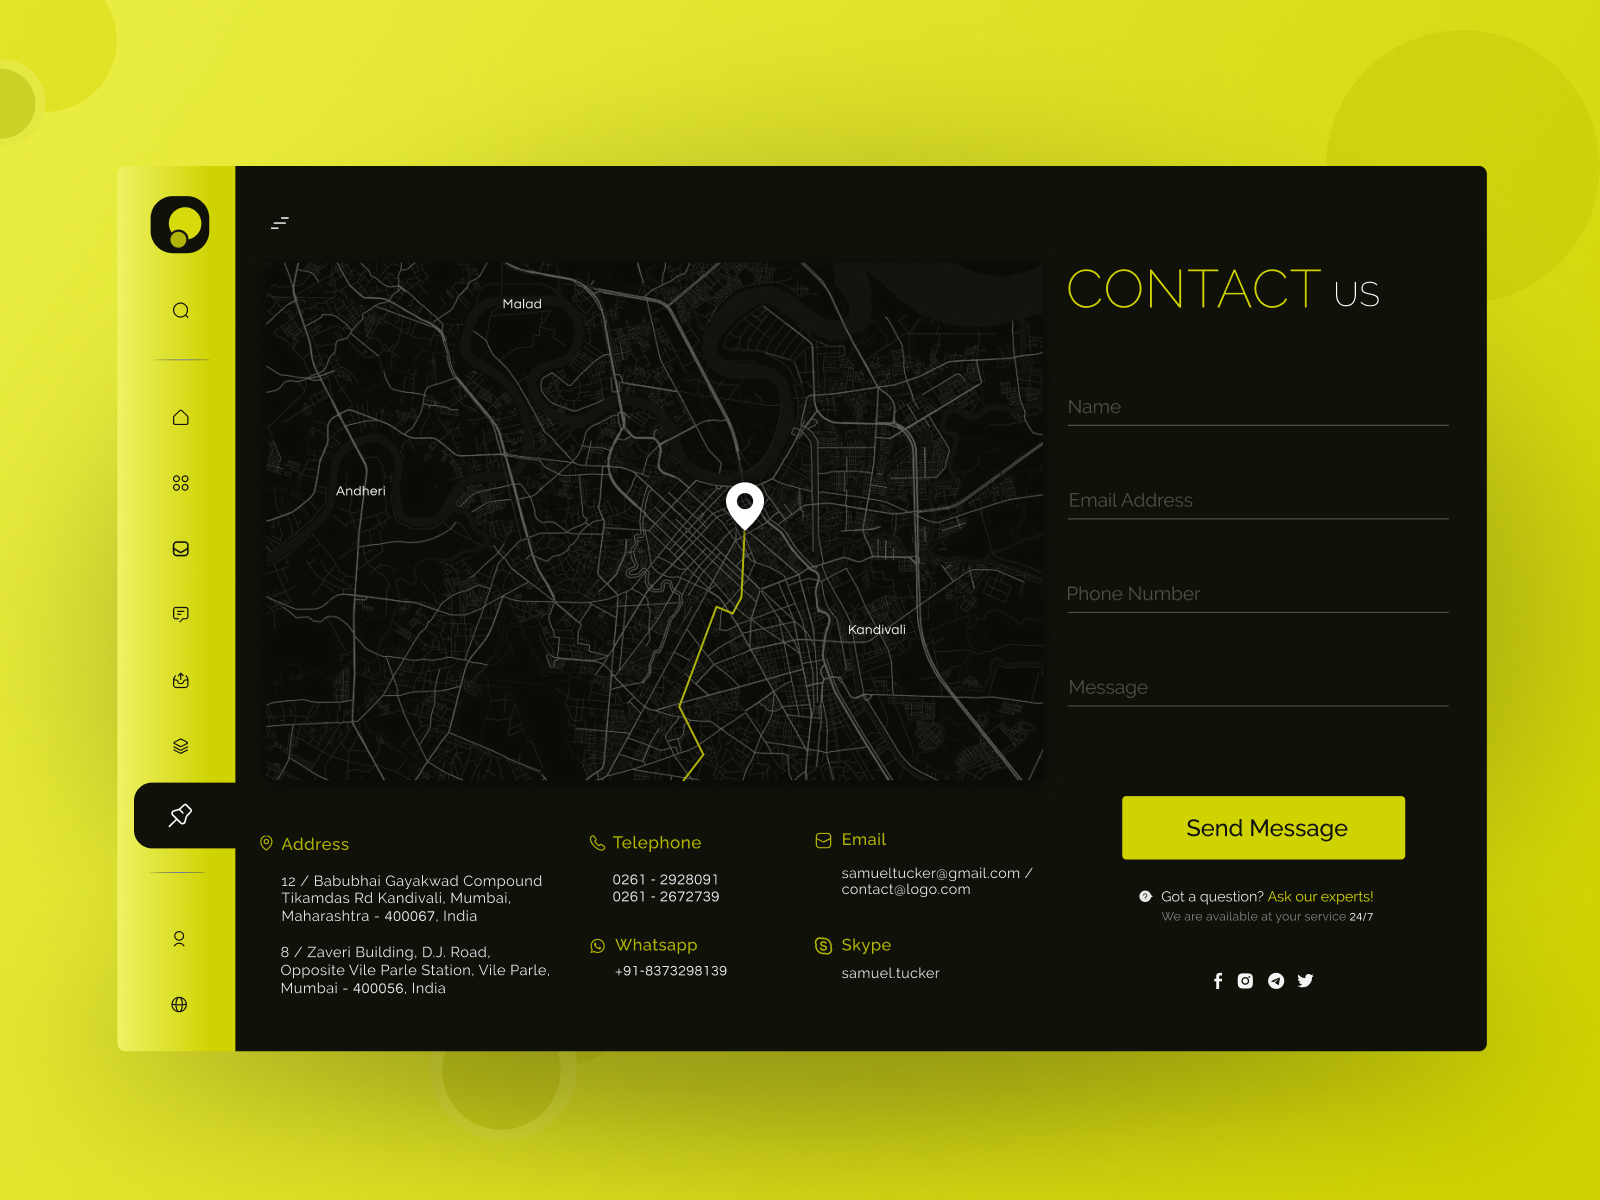 Malad
Andheri
Kandivali
CONTACT US
Name
Email Address
Phone Number
Message
Send Message
Got a question? Ask our experts!
We are available at your service 24/7
Address
12 / Babubhai Gayakwad Compound
Tikamdas Rd Kandivali, Mumbai,
Maharashtra - 400067, India
8 / Zaveri Building, D.J. Road,
Opposite Vile Parle Station, Vile Parle,
Mumbai - 400056, India
Telephone
0261 - 2928091
0261 - 2672739
Whatsapp
+91-8373298139
Email
samueltucker@gmail.com /
contact@logo.com
Skype
samuel.tucker